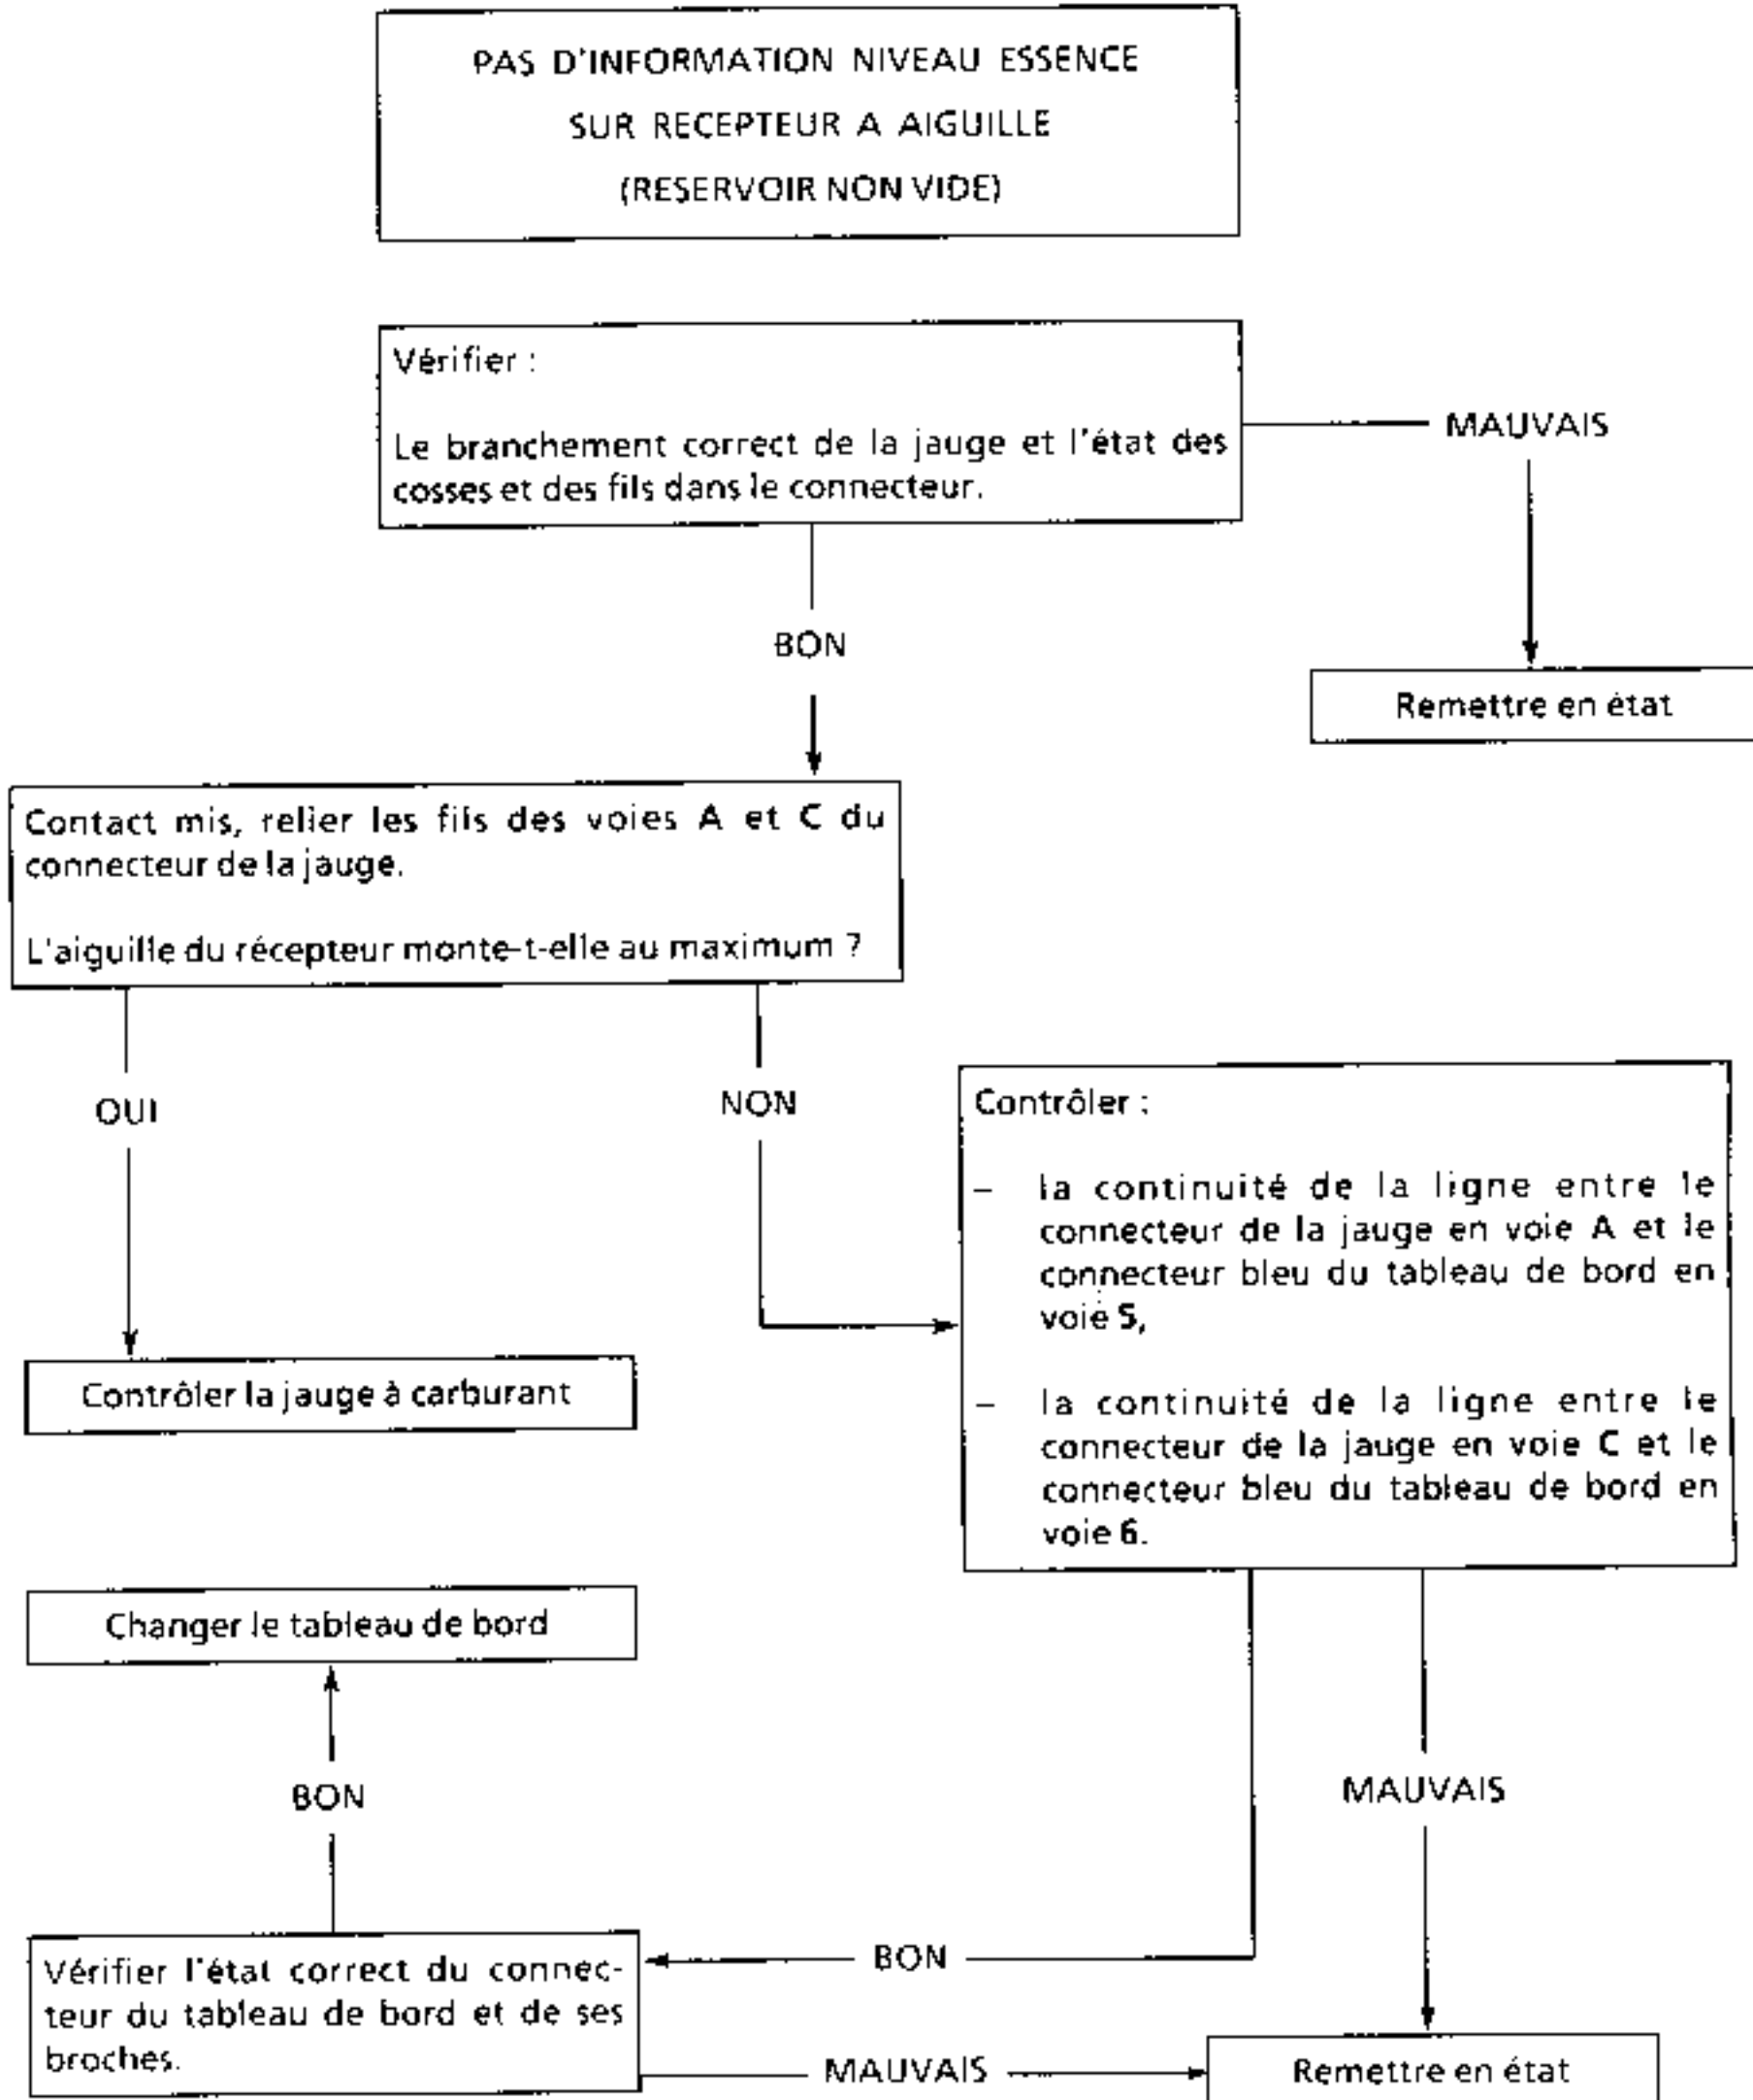 PAS D'INFORMATION NIVEAU ESSENCE
SUR RECEPTEUR A AIGUILLE
(RESERVOIR NON VIDE)
Vérifier :
Le branchement correct de la jauge et l'état des
cosses et des fils dans le connecteur.
MAUVAIS
BON
Remettre en état
Contact mis, relier les fils des voies A et C du
connecteur de la jauge.
L'aiguille du récepteur monte-t-elle au maximum ?
OUI
NON
Contrôler :
– la continuité de la ligne entre le
connecteur de la jauge en voie A et le
connecteur bleu du tableau de bord en
voie 5,
– la continuité de la ligne entre le
connecteur de la jauge en voie C et le
connecteur bleu du tableau de bord en
voie 6.
Contrôler la jauge à carburant
Changer le tableau de bord
BON
MAUVAIS
BON
Vérifier l'état correct du connec-
teur du tableau de bord et de ses
broches.
MAUVAIS
Remettre en état